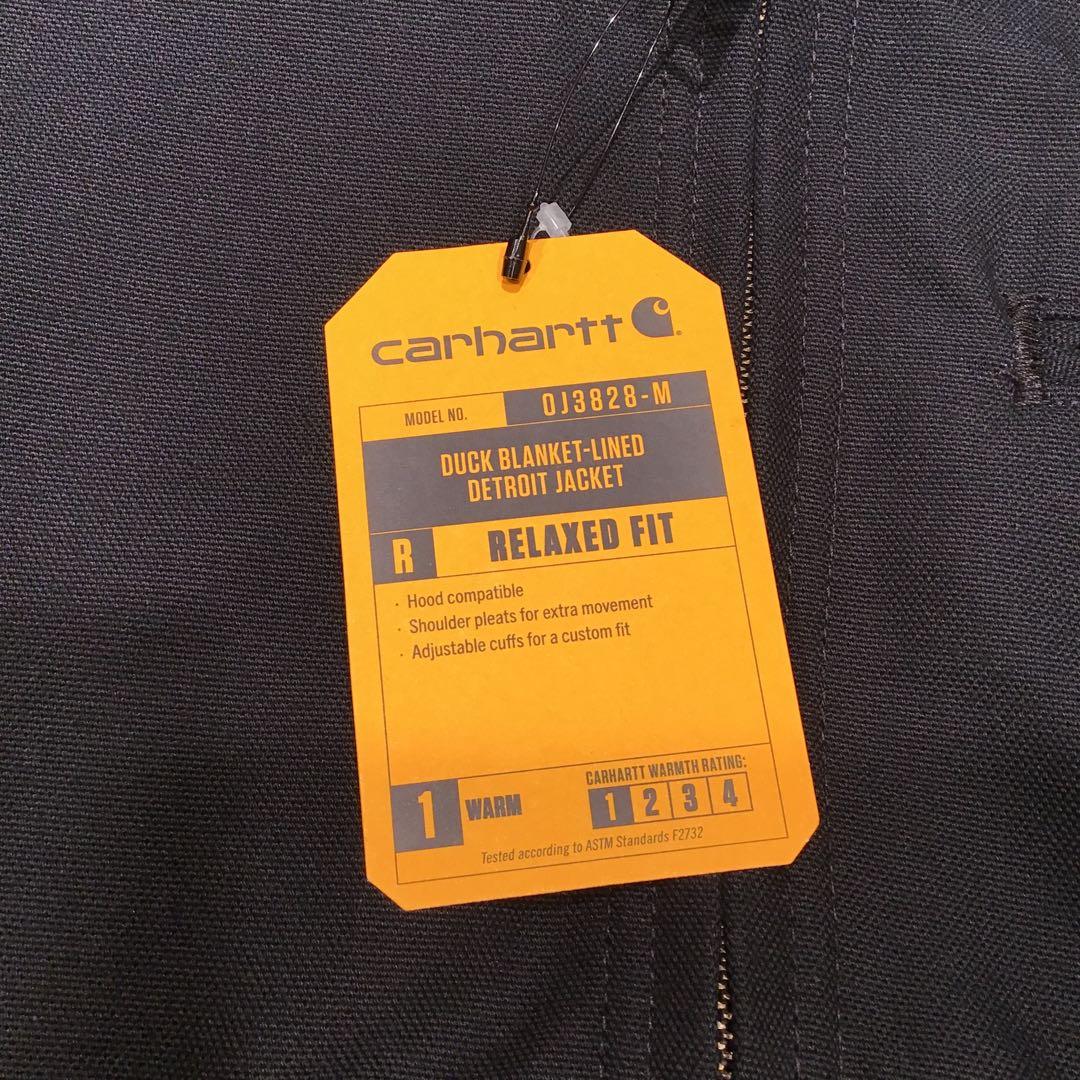 carhartt
MODEL NO. OJ3828-M
DUCK BLANKET-LINED
DETROIT JACKET
R RELAXED FIT
· Hood compatible
· Shoulder pleats for extra movement
· Adjustable cuffs for a custom fit
CARHARTT WARMTH RATING:
1 WARM 1 2 3 4
Tested according to ASTM Standards F2732